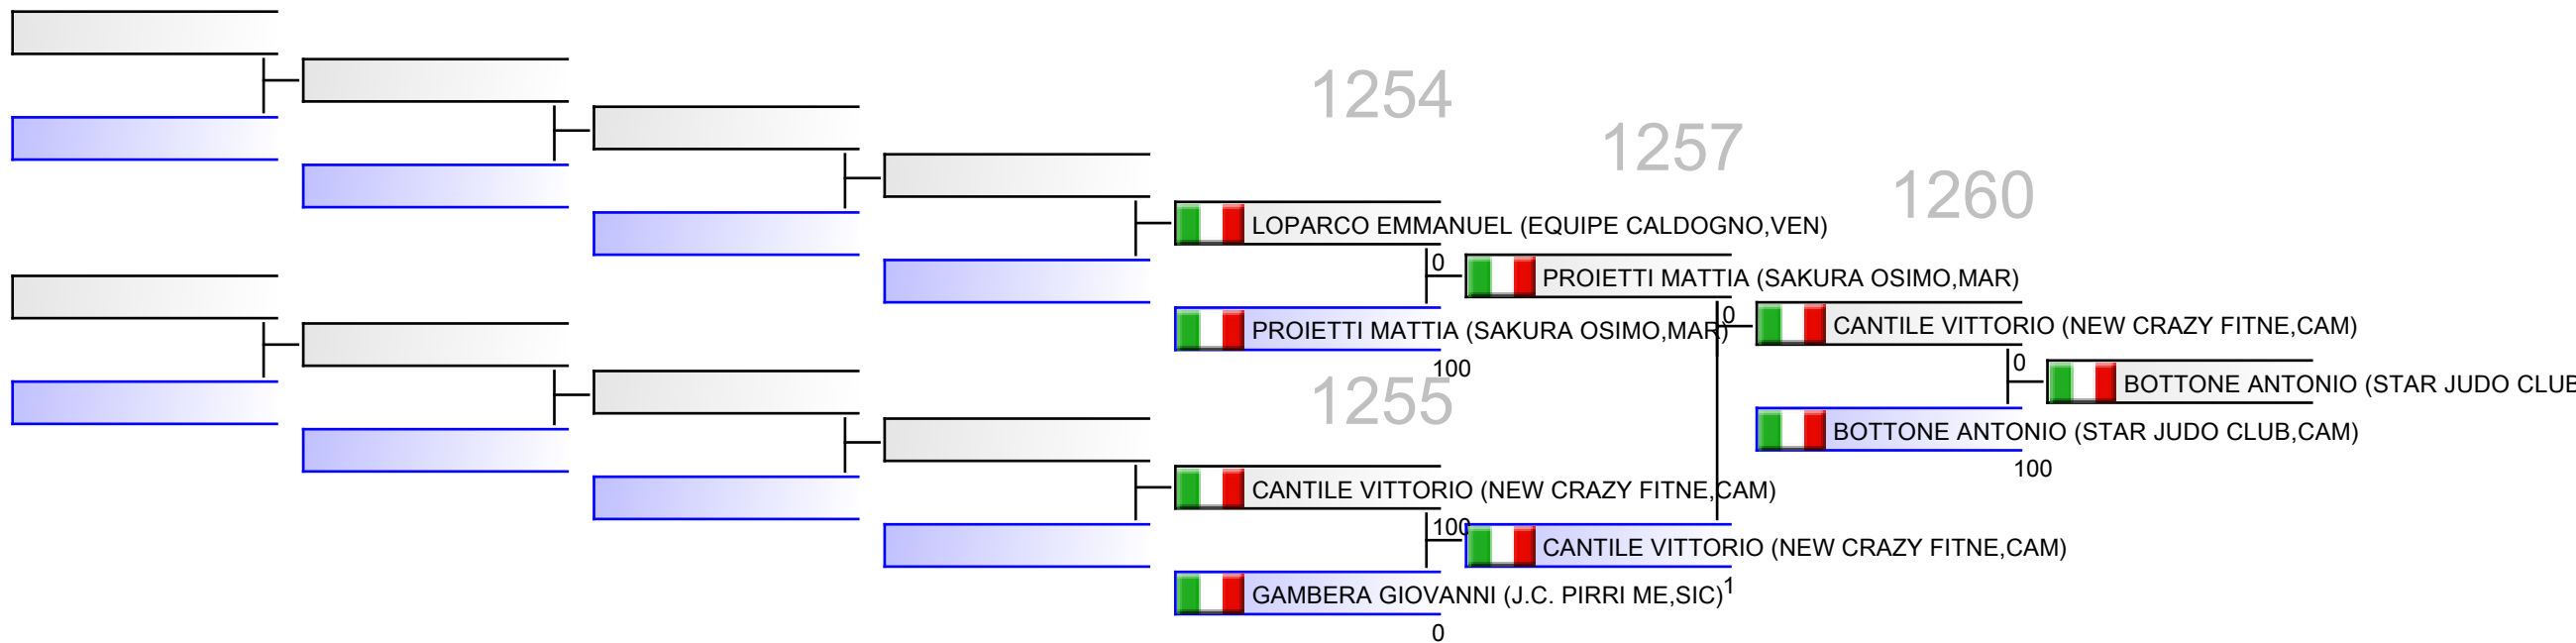 1254
1257
1260
LOPARCO EMMANUEL (EQUIPE CALDOGNO,VEN)
0
PROIETTI MATTIA (SAKURA OSIMO,MAR)
0
CANTILE VITTORIO (NEW CRAZY FITNE,CAM)
PROIETTI MATTIA (SAKURA OSIMO,MAR)
100
0
BOTTONE ANTONIO (STAR JUDO CLUB
BOTTONE ANTONIO (STAR JUDO CLUB,CAM)
100
1255
CANTILE VITTORIO (NEW CRAZY FITNE,CAM)
100
CANTILE VITTORIO (NEW CRAZY FITNE,CAM)
1
GAMBERA GIOVANNI (J.C. PIRRI ME,SIC)
0